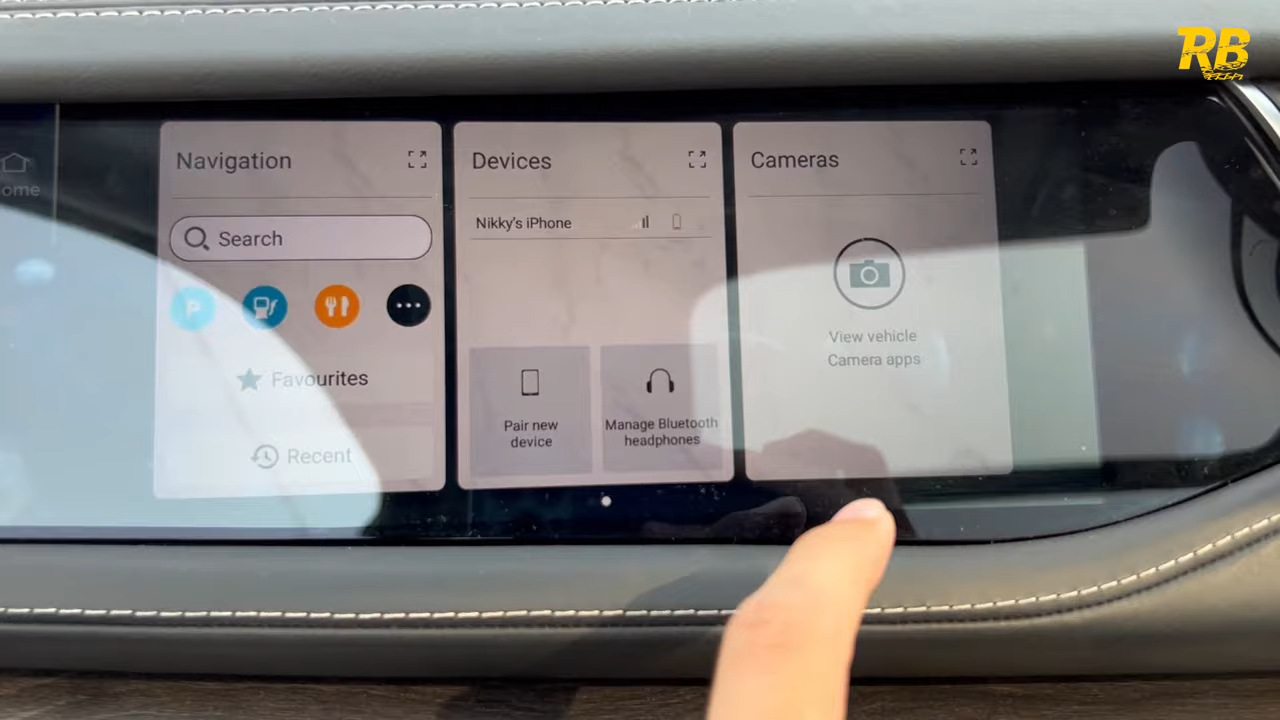 RB
ome
Navigation
Search
P
Favourites
Recent
Devices
Nikky's iPhone
Pair new
device
Manage Bluetooth
headphones
Cameras
View vehicle
Camera apps